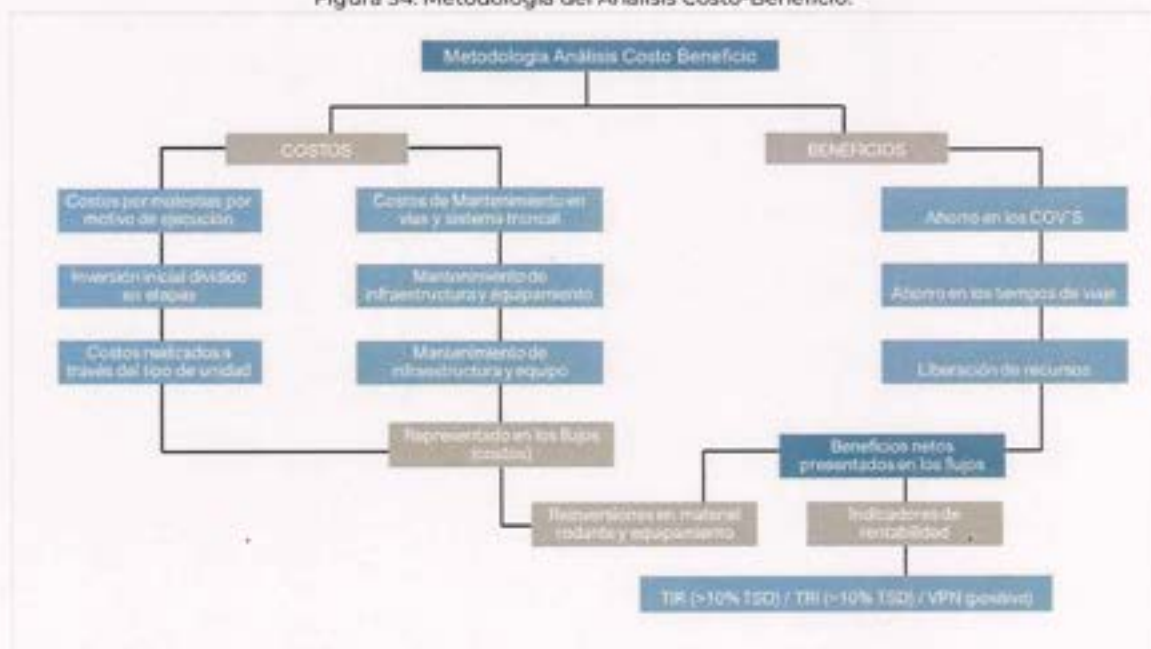 Figura 54. Metodología del Análisis Costo-Beneficio.
Metodología Análisis Costo Beneficio
COSTOS
BENEFICIOS
Costos por molestias por
motivo de ejecución
Costos de Mantenimiento en
vías y sistema troncal
Ahorro en los COV'S
Inversión inicial dividido
en etapas
Mantenimiento de
infraestructura y equipamiento
Ahorro en los tiempos de viaje
Costos realizados a
través del tipo de unidad
Mantenimiento de
infraestructura y equipo
Liberación de recursos
Representado en los flujos
(costos)
Beneficios netos
presentados en los flujos
Reinversiones en material
rodante y equipamiento
Indicadores de
rentabilidad
TIR (>10% TSD) / TRI (>10% TSD) / VPN (positivo)